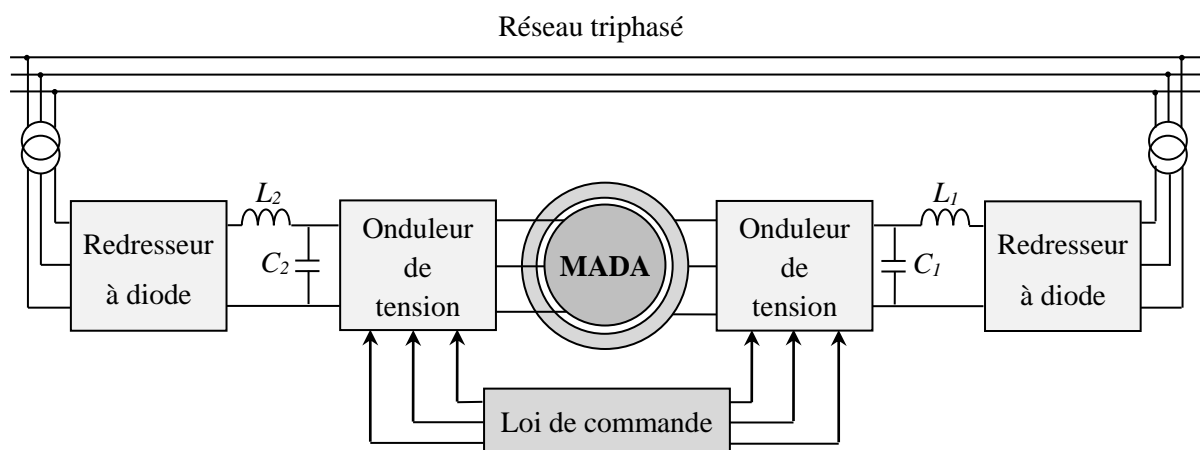 Réseau triphasé
L2
L1
Redresseur
à diode
C2
Onduleur
de
tension
MADA
Onduleur
de
tension
C1
Redresseur
à diode
Loi de commande